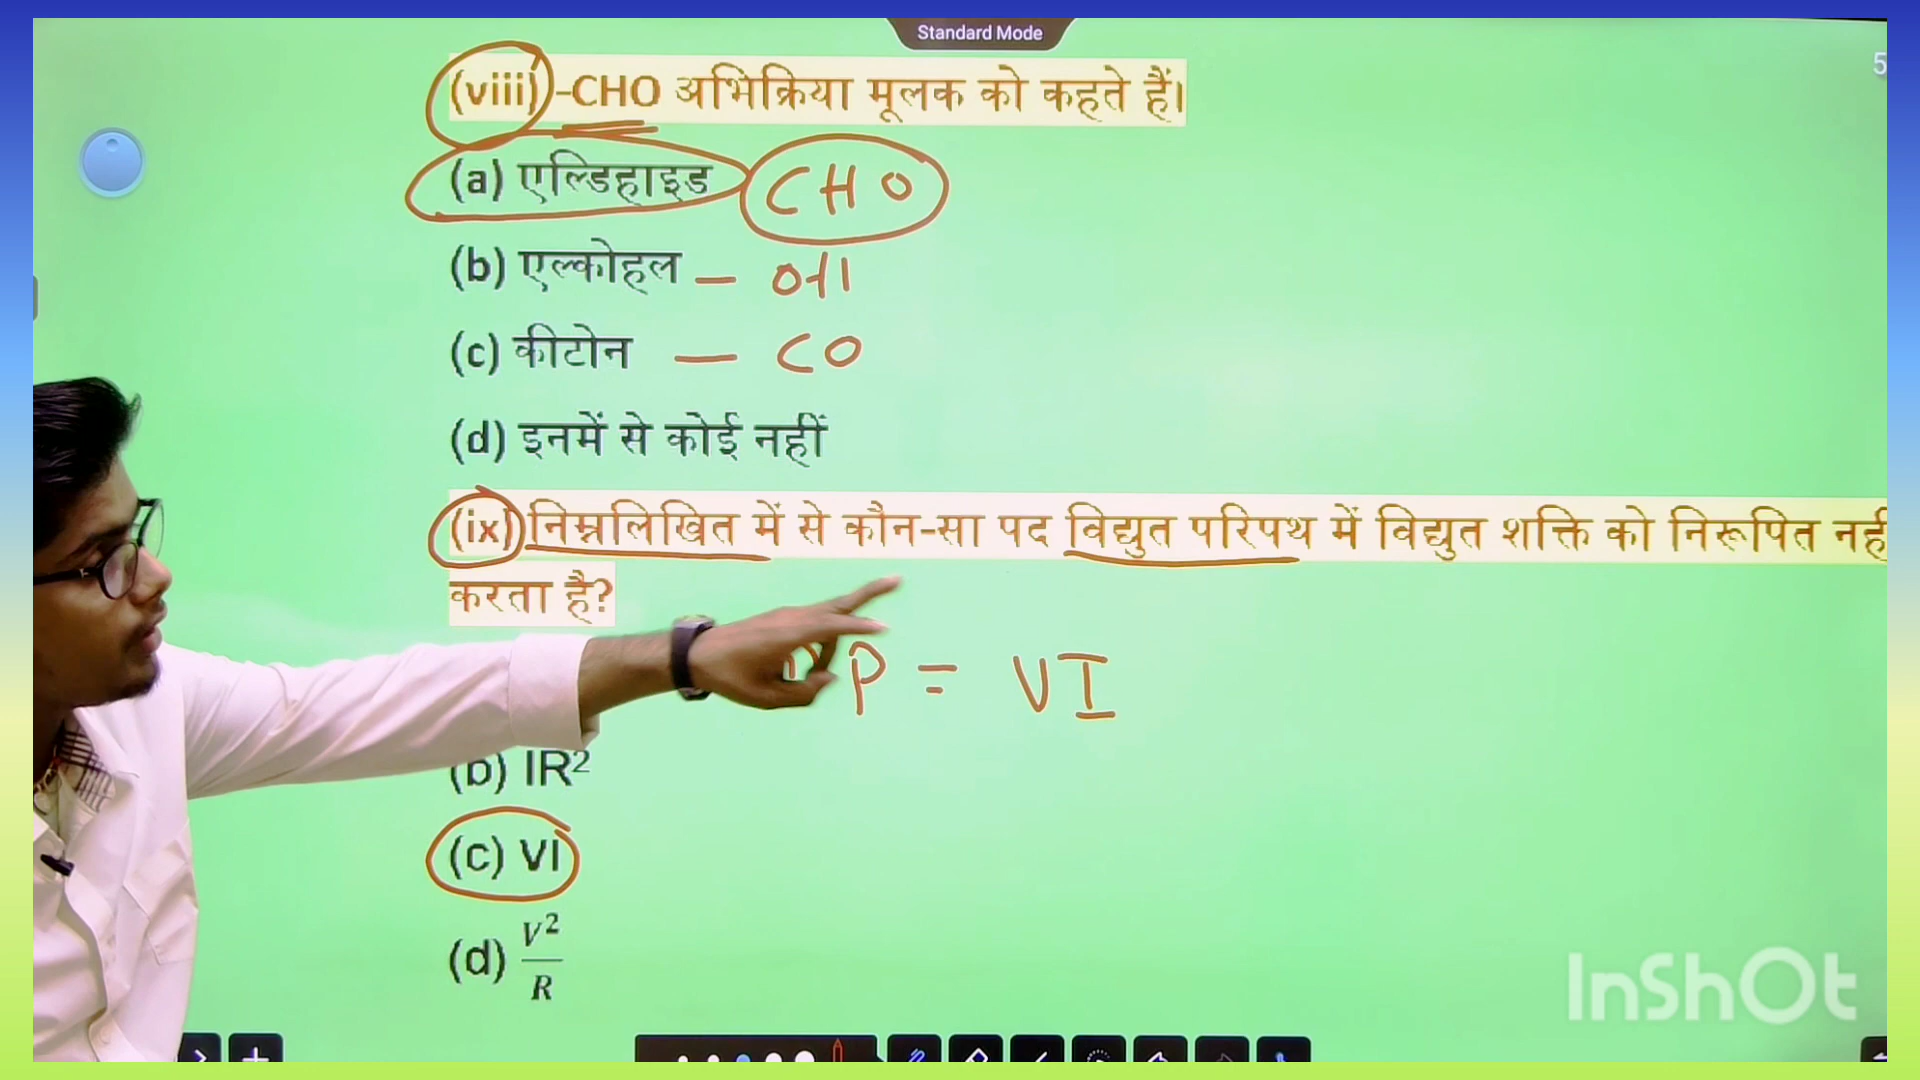 Standard Mode
5
(viii) -CHO अभिक्रिया मूलक को कहते हैं।
(a) एल्डिहाइड CHO
(b) एल्कोहल - OH
(c) कीटोन - CO
(d) इनमें से कोई नहीं
(ix) निम्नलिखित में से कौन-सा पद विद्युत परिपथ में विद्युत शक्ति को निरूपित
करता है?
P = VI
(b) IR²
(c) VI
(d) V²/R
InShOt